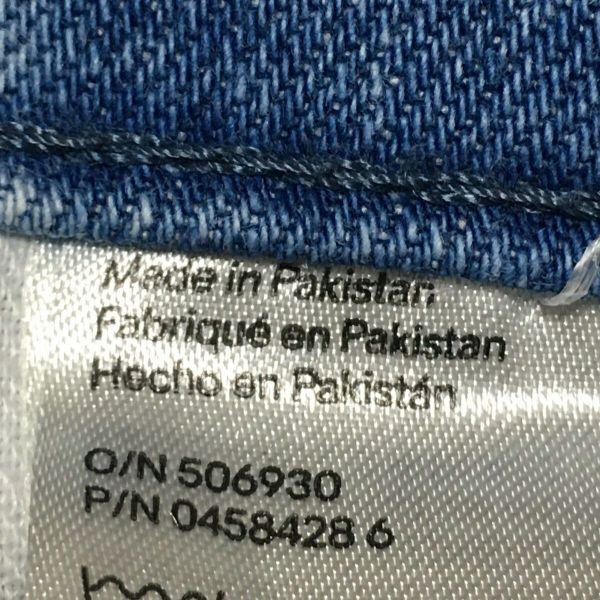 Made in Pakistan
Fabriqué en Pakistan
Hecho en Pakistán
O/N 506930
P/N 0458428 6